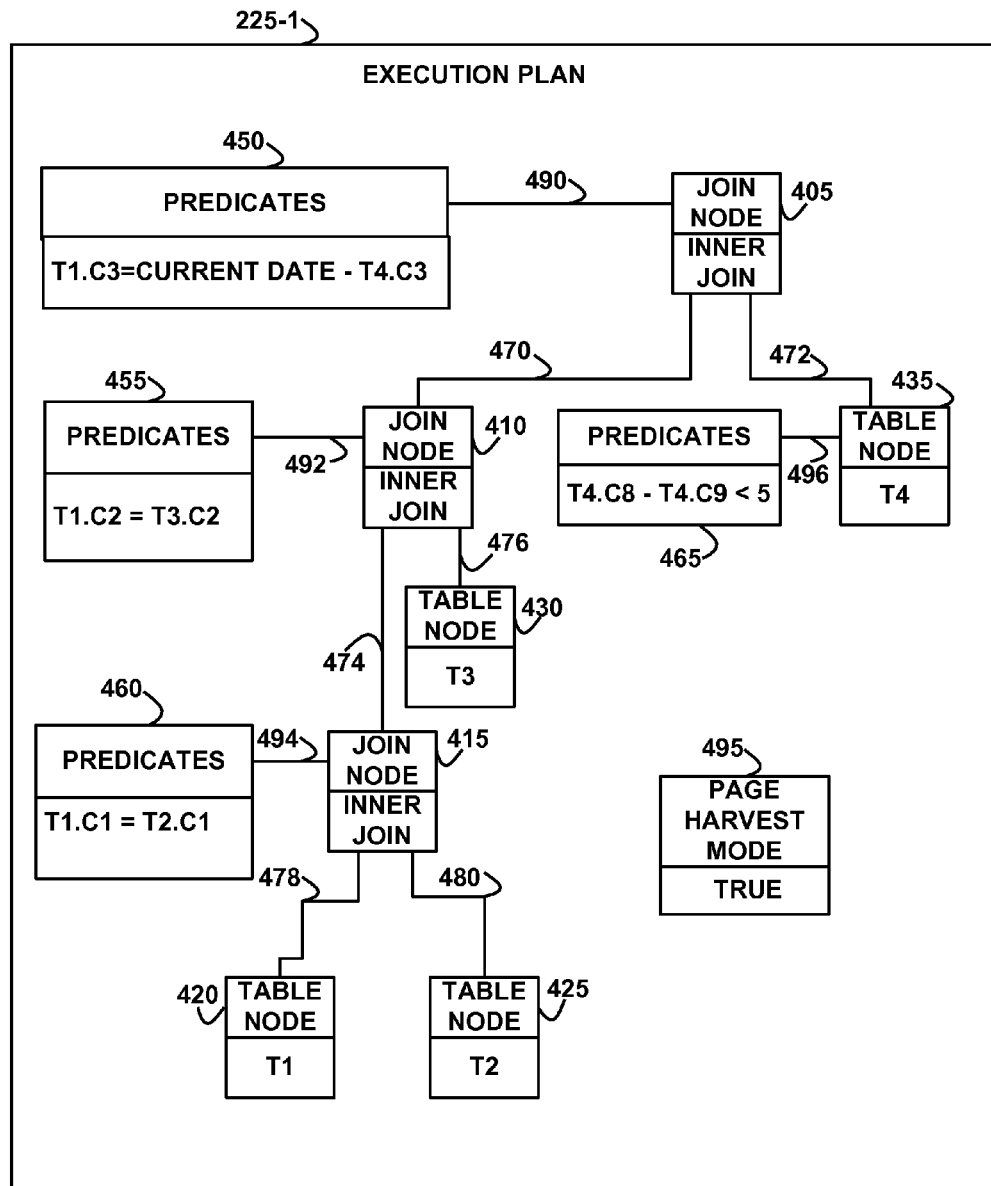 225-1
EXECUTION PLAN
450
PREDICATES
T1.C3=CURRENT DATE - T4.C3
490
JOIN
NODE
INNER
JOIN
405
470
472
455
PREDICATES
T1.C2 = T3.C2
492
JOIN
NODE
INNER
JOIN
410
PREDICATES
T4.C8 - T4.C9 < 5
465
496
435
TABLE
NODE
T4
476
474
TABLE
NODE
T3
430
460
PREDICATES
T1.C1 = T2.C1
494
JOIN
NODE
INNER
JOIN
415
495
PAGE
HARVEST
MODE
TRUE
478
480
420
TABLE
NODE
T1
TABLE
NODE
T2
425